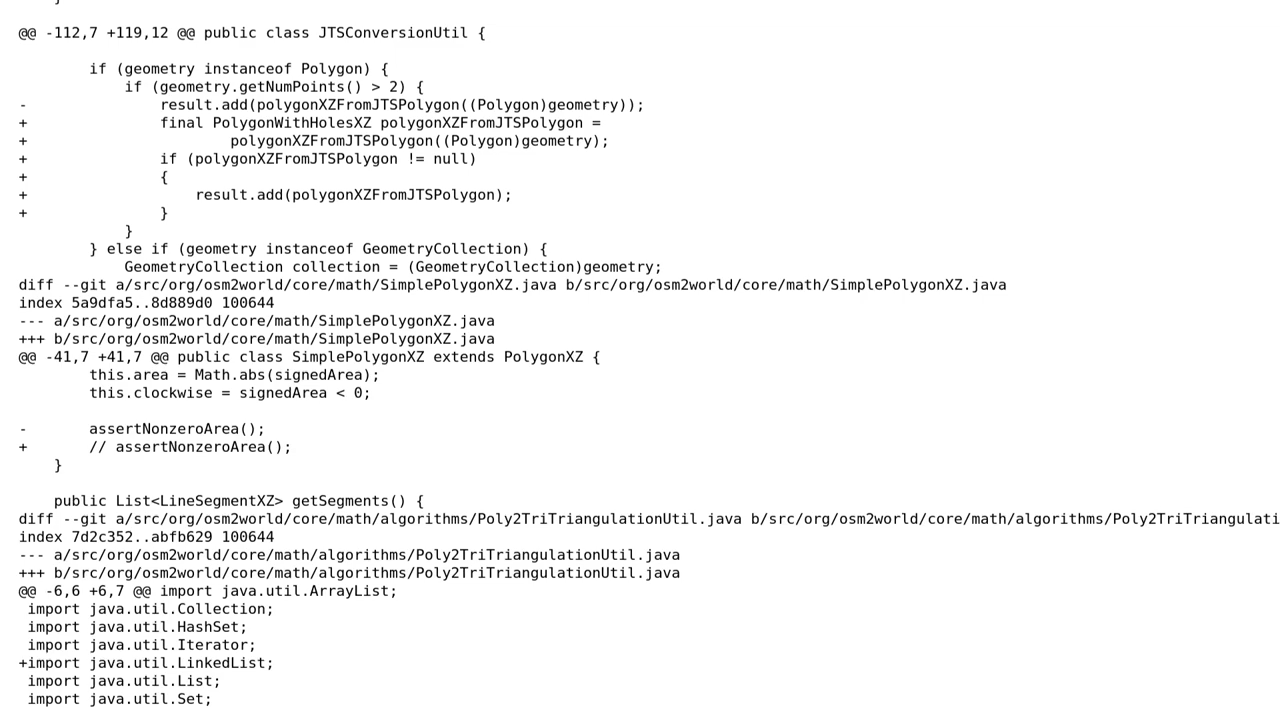 }
@@ -112,7 +119,12 @@ public class JTSConversionUtil {
        if (geometry instanceof Polygon) {
            if (geometry.getNumPoints() > 2) {
-               result.add(polygonXZFromJTSPolygon((Polygon)geometry));
+               final PolygonWithHolesXZ polygonXZFromJTSPolygon =
+                       polygonXZFromJTSPolygon((Polygon)geometry);
+               if (polygonXZFromJTSPolygon != null)
+               {
+                   result.add(polygonXZFromJTSPolygon);
+               }
            }
        } else if (geometry instanceof GeometryCollection) {
            GeometryCollection collection = (GeometryCollection)geometry;
diff --git a/src/org/osm2world/core/math/SimplePolygonXZ.java b/src/org/osm2world/core/math/SimplePolygonXZ.java
index 5a9dfa5..8d889d0 100644
--- a/src/org/osm2world/core/math/SimplePolygonXZ.java
+++ b/src/org/osm2world/core/math/SimplePolygonXZ.java
@@ -41,7 +41,7 @@ public class SimplePolygonXZ extends PolygonXZ {
        this.area = Math.abs(signedArea);
        this.clockwise = signedArea < 0;
-       assertNonzeroArea();
+       // assertNonzeroArea();
    }
    public List<LineSegmentXZ> getSegments() {
diff --git a/src/org/osm2world/core/math/algorithms/Poly2TriTriangulationUtil.java b/src/org/osm2world/core/math/algorithms/Poly2TriTriangulati
index 7d2c352..abfb629 100644
--- a/src/org/osm2world/core/math/algorithms/Poly2TriTriangulationUtil.java
+++ b/src/org/osm2world/core/math/algorithms/Poly2TriTriangulationUtil.java
@@ -6,6 +6,7 @@ import java.util.ArrayList;
 import java.util.Collection;
 import java.util.HashSet;
 import java.util.Iterator;
+import java.util.LinkedList;
 import java.util.List;
 import java.util.Set;